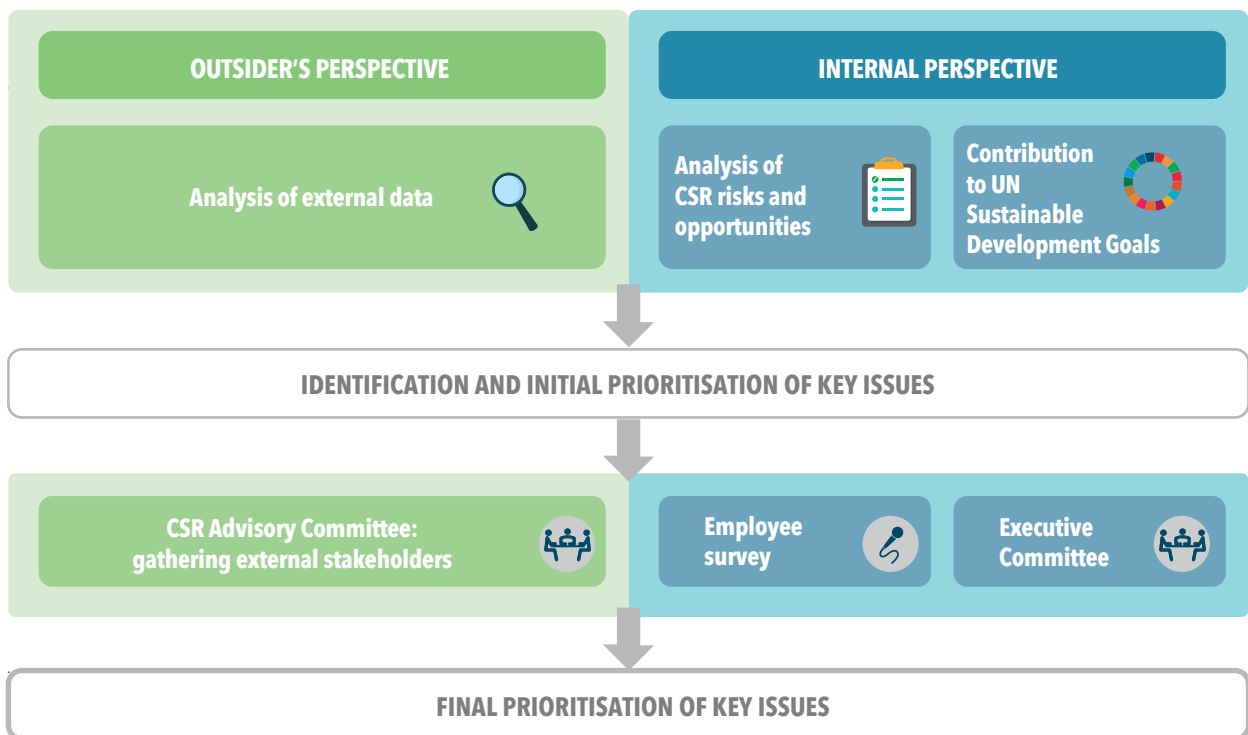 OUTSIDER'S PERSPECTIVE
INTERNAL PERSPECTIVE
Analysis of external data
Analysis of
CSR risks and
opportunities
Contribution
to UN
Sustainable
Development Goals
IDENTIFICATION AND INITIAL PRIORITISATION OF KEY ISSUES
CSR Advisory Committee:
gathering external stakeholders
Employee
survey
Executive
Committee
FINAL PRIORITISATION OF KEY ISSUES